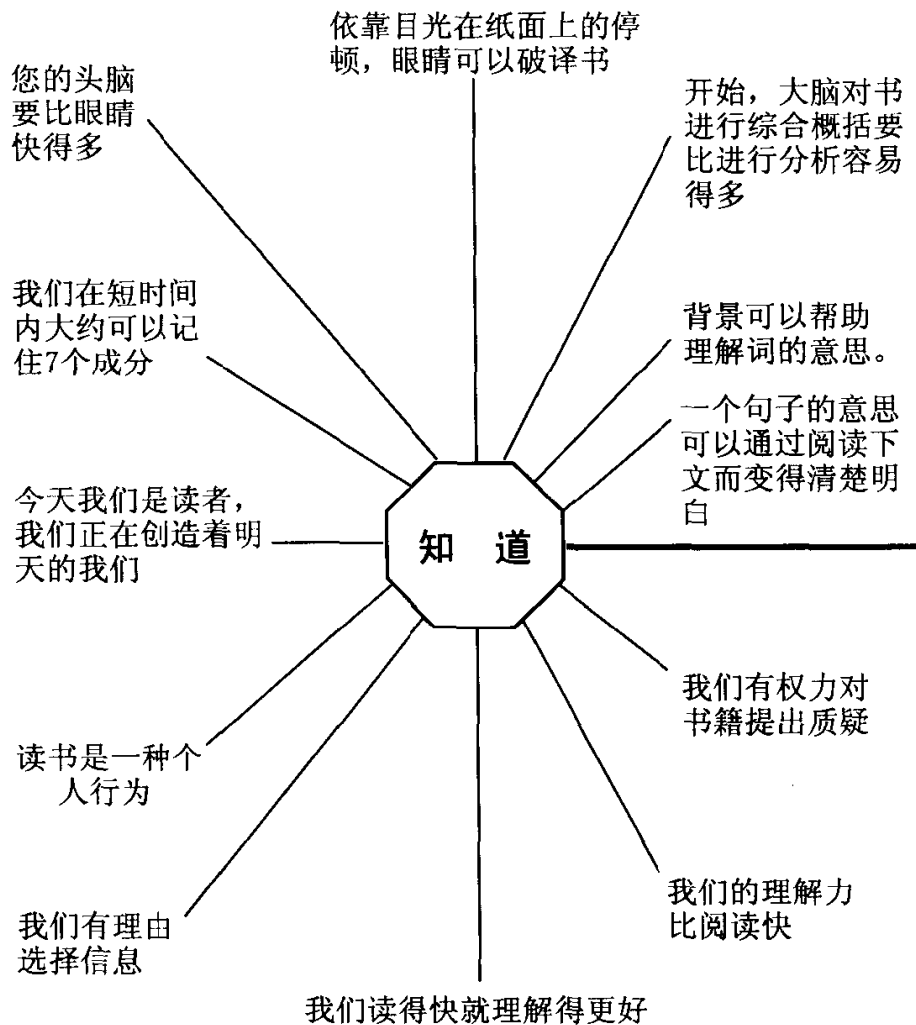 依靠目光在纸面上的停
顿，眼睛可以破译书
您的头脑
要比眼睛
快得多
开始，大脑对书
进行综合概括要
比进行分析容易
得多
我们在短时间
内大约可以记
住7个成分
背景可以帮助
理解词的意思。
一个句子的意思
可以通过阅读下
文而变得清楚明
白
今天我们是读者，
我们正在创造着明
天的我们
知 道
我们有权力对
书籍提出质疑
读书是一种个
人行为
我们的理解力
比阅读快
我们有理由
选择信息
我们读得快就理解得更好